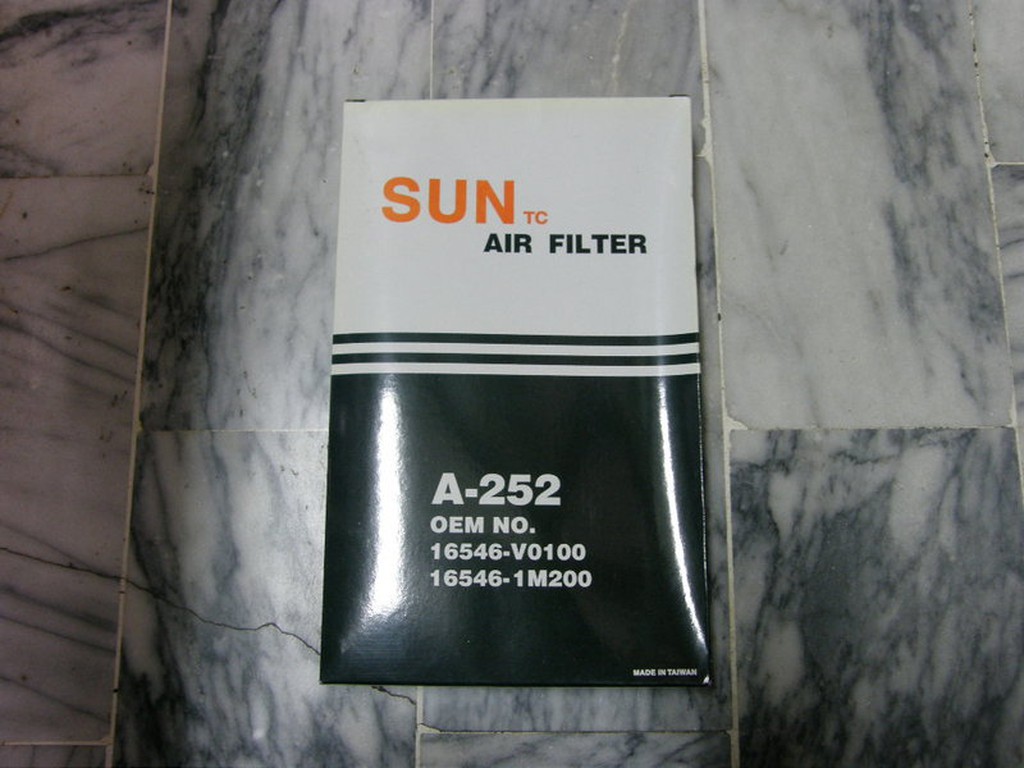 SUN TC
AIR FILTER
A-252
OEM NO.
16546-V0100
16546-1M200
MADE IN TAIWAN